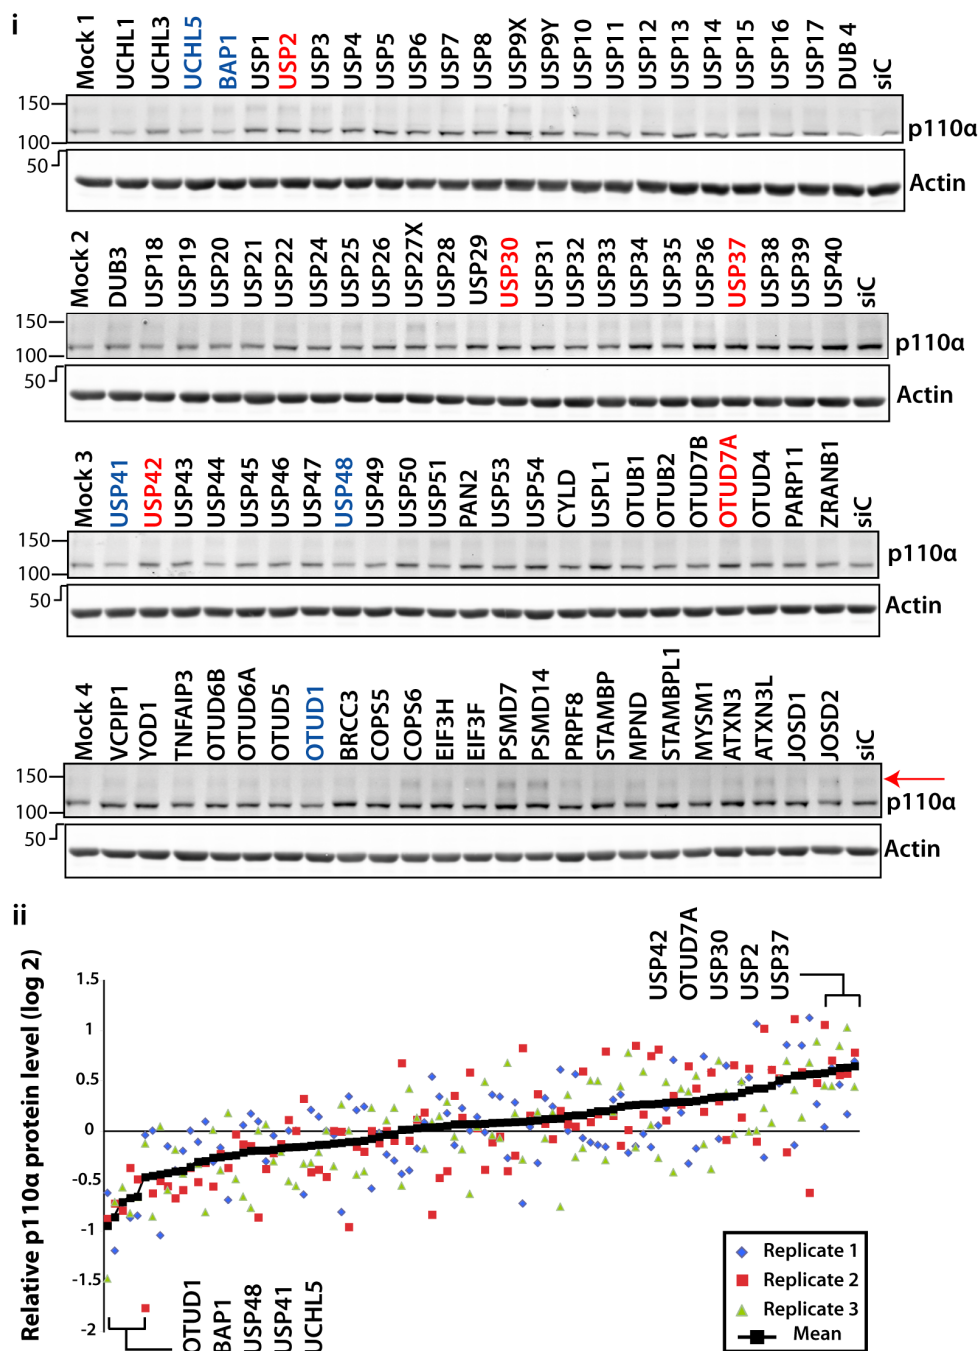 i
Mock 1 UCHL1 UCHL3 UCHL5 BAP1 USP1 USP2 USP3 USP4 USP5 USP6 USP7 USP8 USP9X USP9Y USP10 USP11 USP12 USP13 USP14 USP15 USP16 USP17 DUB 4 siC
150
100
p110α
50
Actin
Mock 2 DUB3 USP18 USP19 USP20 USP21 USP22 USP24 USP25 USP26 USP27X USP28 USP29 USP30 USP31 USP32 USP33 USP34 USP35 USP36 USP37 USP38 USP39 USP40 siC
150
100
p110α
50
Actin
Mock 3 USP41 USP42 USP43 USP44 USP45 USP46 USP47 USP48 USP49 USP50 USP51 PAN2 USP53 USP54 CYLD USPL1 OTUB1 OTUB2 OTUD7B OTUD7A OTUD4 PARP11 ZRANB1 siC
150
100
p110α
50
Actin
Mock 4 VCPIP1 YOD1 TNFAIP3 OTUD6B OTUD6A OTUD5 OTUD1 BRCC3 COPS5 COPS6 EIF3H EIF3F PSMD7 PSMD14 PRPF8 STAMBP MPND STAMBPL1 MYSM1 ATXN3 ATXN3L JOSD1 JOSD2 siC
150
100
p110α
50
Actin
ii
Relative p110α protein level (log 2)
1.5
1
0.5
0
-0.5
-1
-1.5
-2
USP42 OTUD7A USP30 USP2 USP37
OTUD1 BAP1 USP48 USP41 UCHL5
Replicate 1
Replicate 2
Replicate 3
Mean